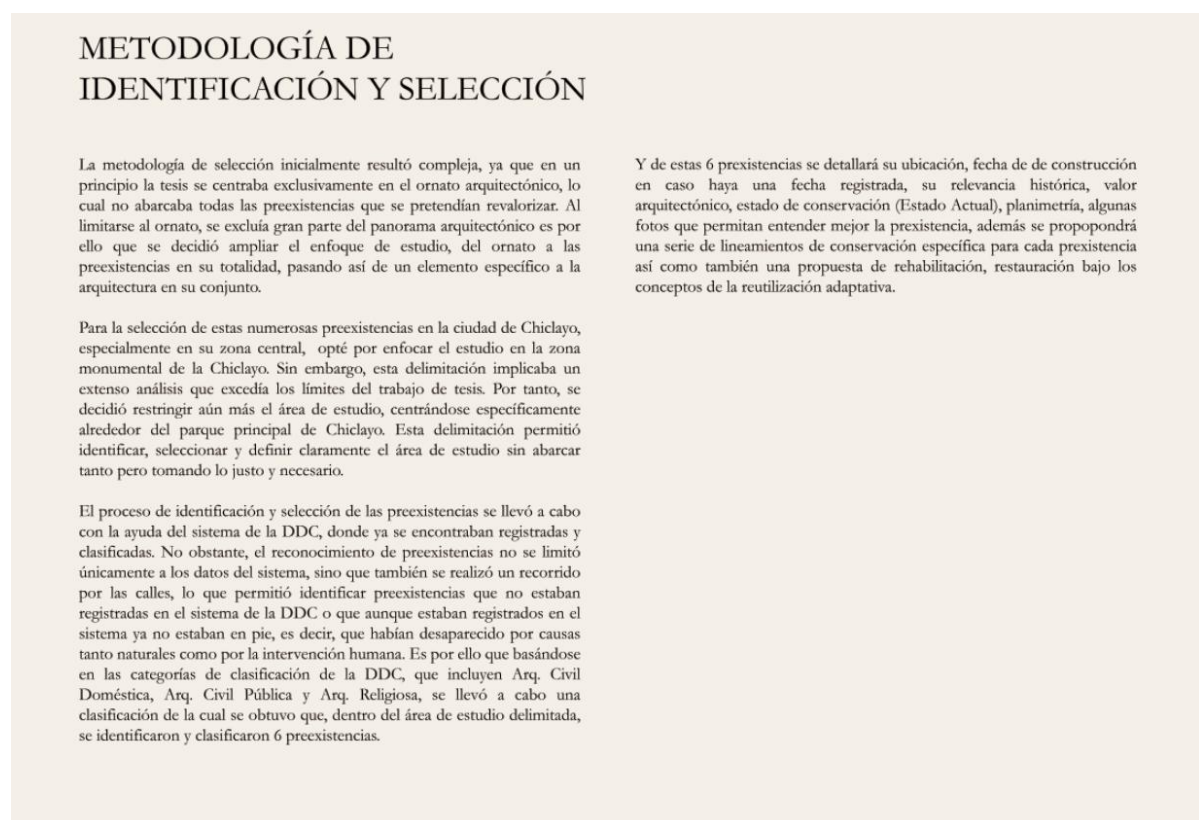 METODOLOGÍA DE
IDENTIFICACIÓN Y SELECCIÓN
La metodología de selección inicialmente resultó compleja, ya que en un
principio la tesis se centraba exclusivamente en el ornato arquitectónico, lo
cual no abarcaba todas las preexistencias que se pretendían revalorizar. Al
limitarse al ornato, se excluía gran parte del panorama arquitectónico es por
ello que se decidió ampliar el enfoque de estudio, del ornato a las
preexistencias en su totalidad, pasando así de un elemento específico a la
arquitectura en su conjunto.
Para la selección de estas numerosas preexistencias en la ciudad de Chiclayo,
especialmente en su zona central, opté por enfocar el estudio en la zona
monumental de la Chiclayo. Sin embargo, esta delimitación implicaba un
extenso análisis que excedía los límites del trabajo de tesis. Por tanto, se
decidió restringir aún más el área de estudio, centrándose específicamente
alrededor del parque principal de Chiclayo. Esta delimitación permitió
identificar, seleccionar y definir claramente el área de estudio sin abarcar
tanto pero tomando lo justo y necesario.
El proceso de identificación y selección de las preexistencias se llevó a cabo
con la ayuda del sistema de la DDC, donde ya se encontraban registradas y
clasificadas. No obstante, el reconocimiento de preexistencias no se limitó
únicamente a los datos del sistema, sino que también se realizó un recorrido
por las calles, lo que permitió identificar preexistencias que no estaban
registradas en el sistema de la DDC o que aunque estaban registrados en el
sistema ya no estaban en pie, es decir, que habían desaparecido por causas
tanto naturales como por la intervención humana. Es por ello que basándose
en las categorías de clasificación de la DDC, que incluyen Arq. Civil
Doméstica, Arq. Civil Pública y Arq. Religiosa, se llevó a cabo una
clasificación de la cual se obtuvo que, dentro del área de estudio delimitada,
se identificaron y clasificaron 6 preexistencias.
Y de estas 6 prexistencias se detallará su ubicación, fecha de de construcción
en caso haya una fecha registrada, su relevancia histórica, valor
arquitectónico, estado de conservación (Estado Actual), planimetría, algunas
fotos que permitan entender mejor la prexistencia, además se propopondrá
una serie de lineamientos de conservación específica para cada prexistencia
así como también una propuesta de rehabilitación, restauración bajo los
conceptos de la reutilización adaptativa.